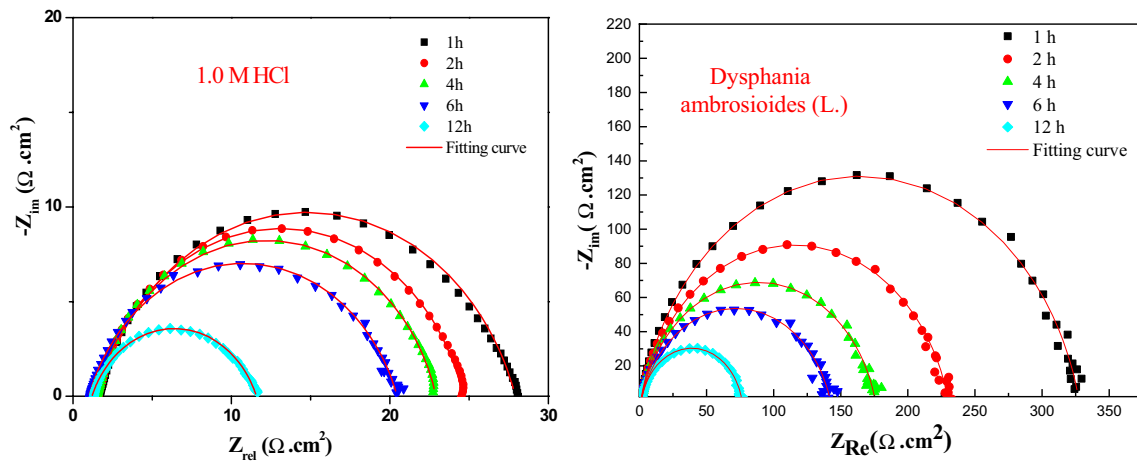 20
10
0
-Z_im (Ω .cm²)
1.0 M HCl
1h
2h
4h
6h
12h
Fitting curve
0 10 20 30
Z_rel (Ω .cm²)
220
200
180
160
140
120
100
80
60
40
20
-Z_im( Ω .cm²)
Dysphania
ambrosioides (L.)
1 h
2 h
4 h
6 h
12 h
Fitting curve
0 50 100 150 200 250 300 350
Z_Re(Ω .cm²)